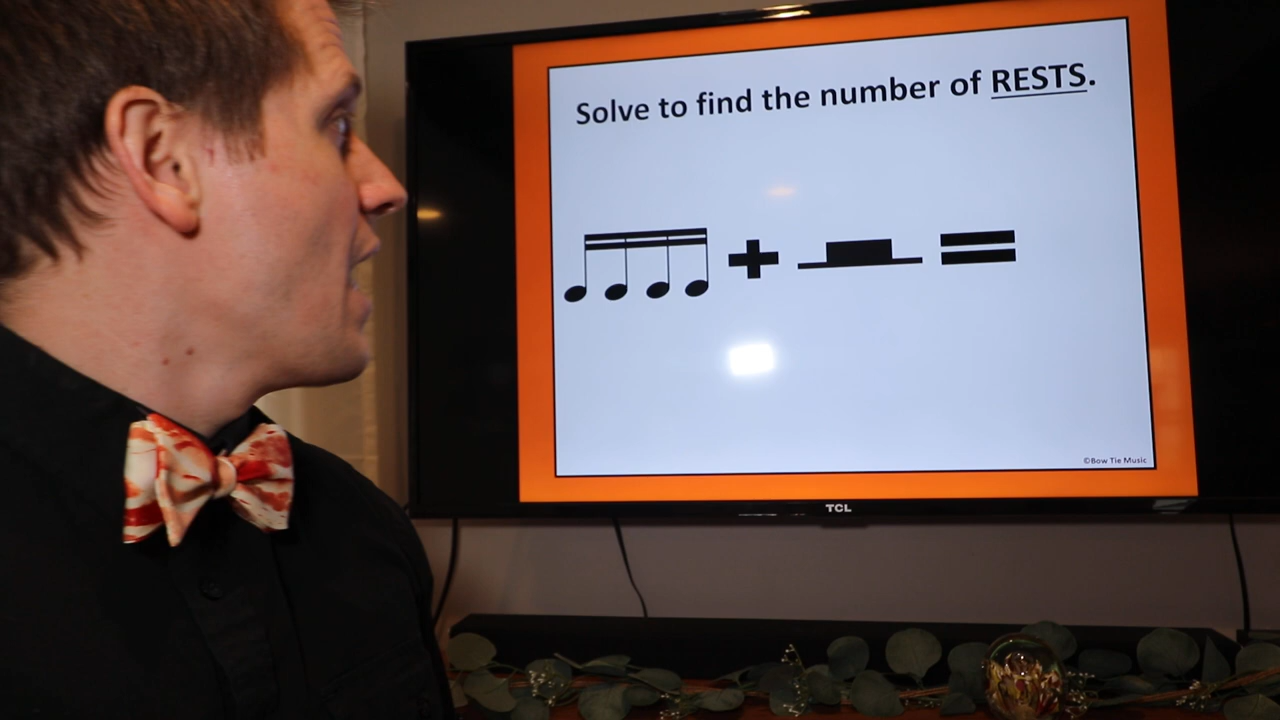 Solve to find the number of RESTS.
©Bow Tie Music
TCL